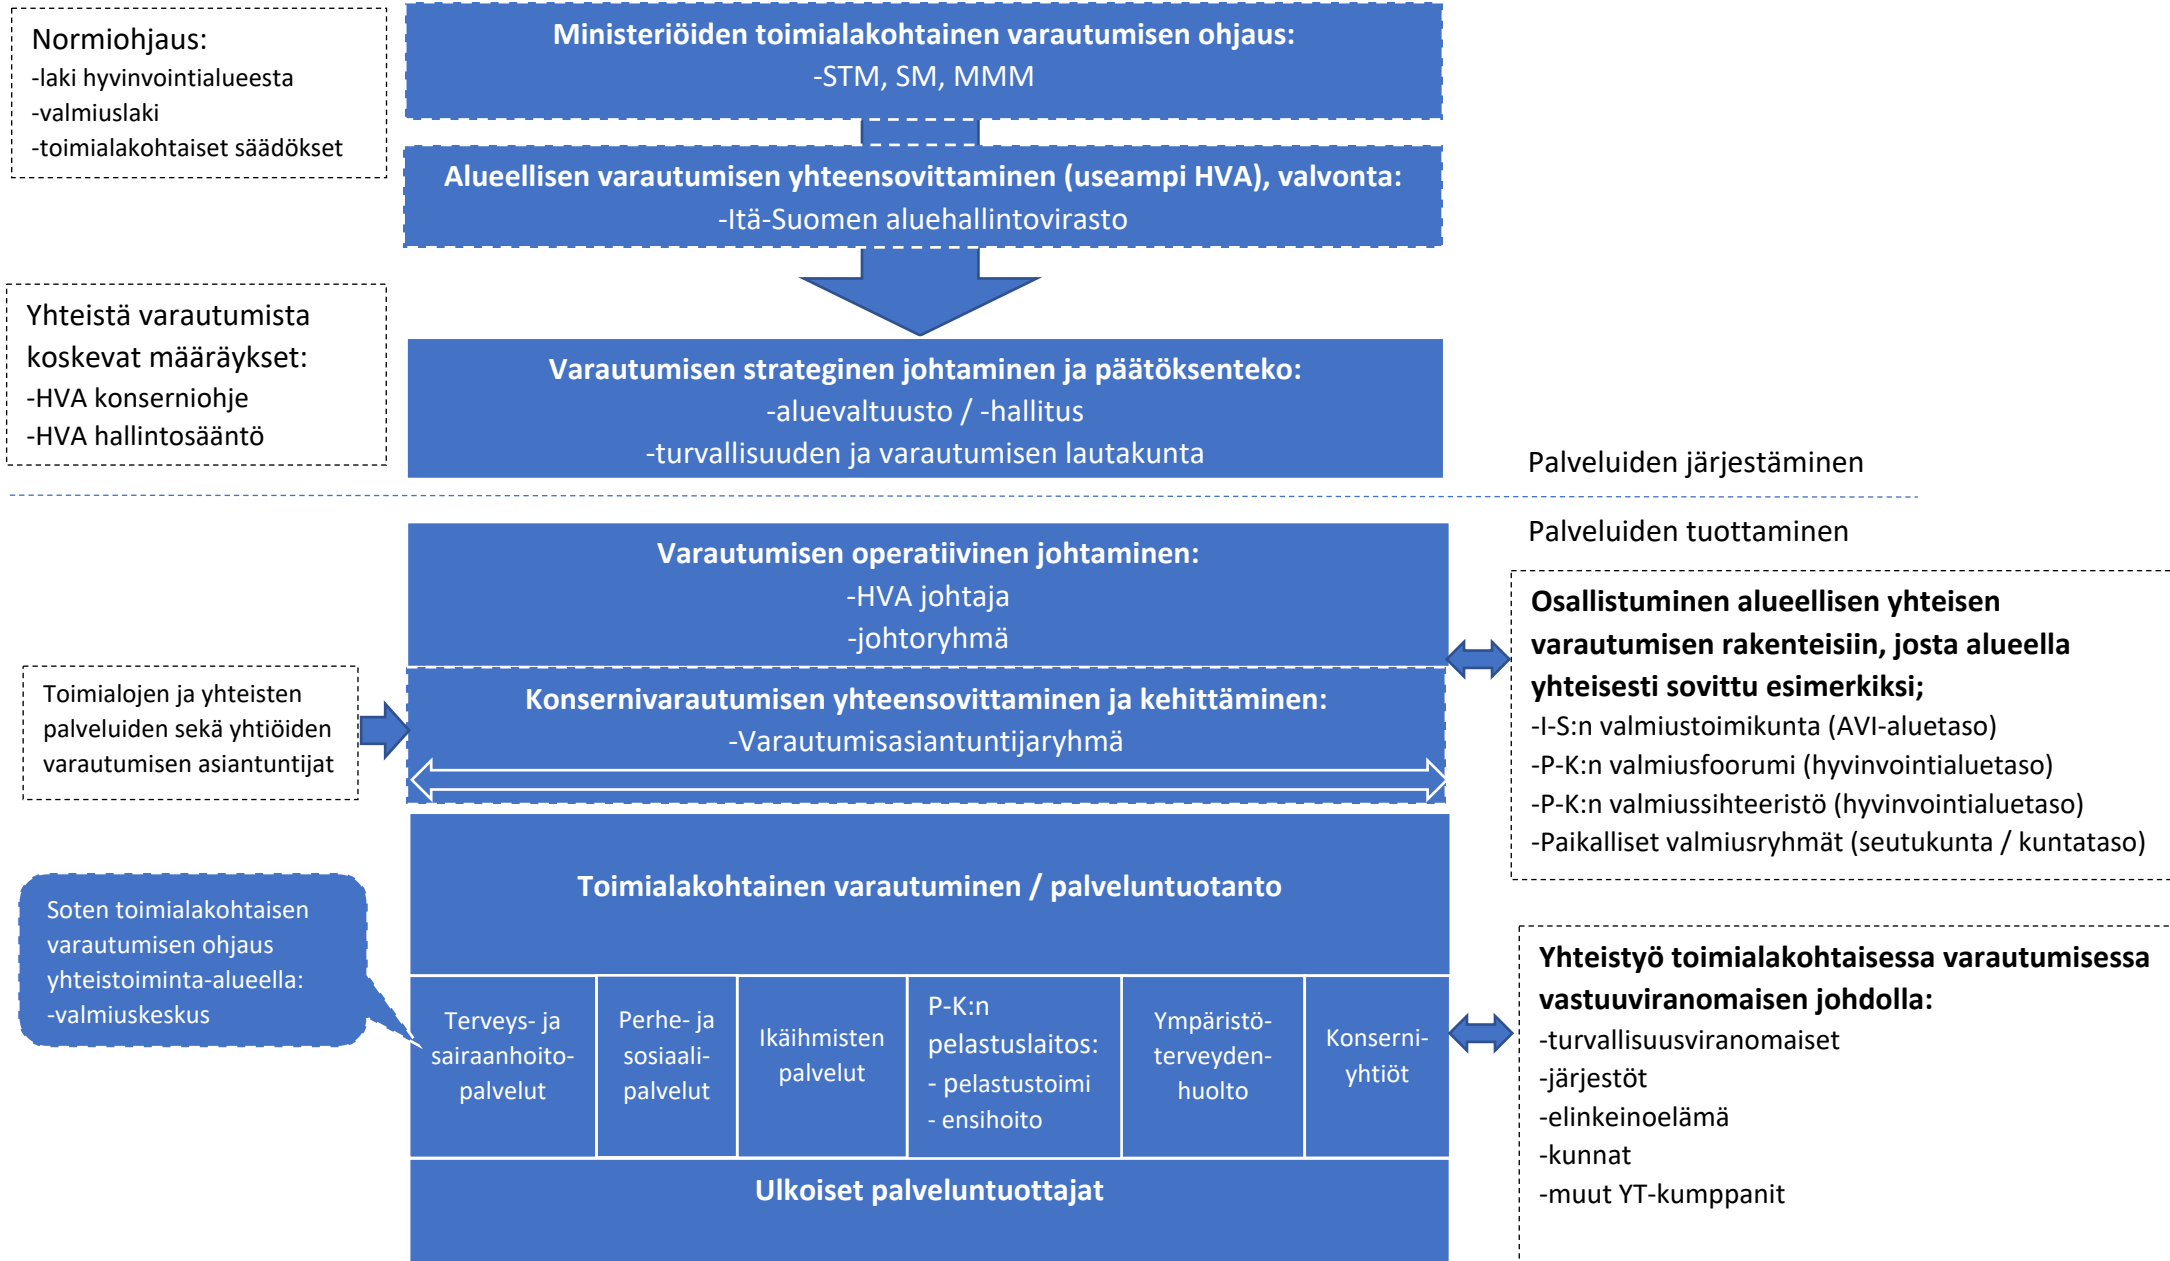 Normiohjaus:
-laki hyvinvointialueesta
-valmiuslaki
-toimialakohtaiset säädökset
Ministeriöiden toimialakohtainen varautumisen ohjaus:
-STM, SM, MMM
Alueellisen varautumisen yhteensovittaminen (useampi HVA), valvonta:
-Itä-Suomen aluehallintovirasto
Yhteistä varautumista
koskevat määräykset:
-HVA konserniohje
-HVA hallintosääntö
Varautumisen strateginen johtaminen ja päätöksenteko:
-aluevaltuusto / -hallitus
-turvallisuuden ja varautumisen lautakunta
Palveluiden järjestäminen
Palveluiden tuottaminen
Varautumisen operatiivinen johtaminen:
-HVA johtaja
-johtoryhmä
Osallistuminen alueellisen yhteisen
varautumisen rakenteisiin, josta alueella
yhteisesti sovittu esimerkiksi;
-I-S:n valmiustoimikunta (AVI-aluetaso)
-P-K:n valmiusfoorumi (hyvinvointialuetaso)
-P-K:n valmiussihteeristö (hyvinvointialuetaso)
-Paikalliset valmiusryhmät (seutukunta / kuntataso)
Toimialojen ja yhteisten
palveluiden sekä yhtiöiden
varautumisen asiantuntijat
Konsernivarautumisen yhteensovittaminen ja kehittäminen:
-Varautumisasiantuntijaryhmä
Toimialakohtainen varautuminen / palveluntuotanto
Soten toimialakohtaisen
varautumisen ohjaus
yhteistoiminta-alueella:
-valmiuskeskus
Terveys- ja
sairaanhoito-
palvelut
Perhe- ja
sosiaali-
palvelut
Ikäihmisten
palvelut
P-K:n
pelastuslaitos:
- pelastustoimi
- ensihoito
Ympäristö-
terveyden-
huolto
Konserni-
yhtiöt
Yhteistyö toimialakohtaisessa varautumisessa
vastuuviranomaisen johdolla:
-turvallisuusviranomaiset
-järjestöt
-elinkeinoelämä
-kunnat
-muut YT-kumppanit
Ulkoiset palveluntuottajat